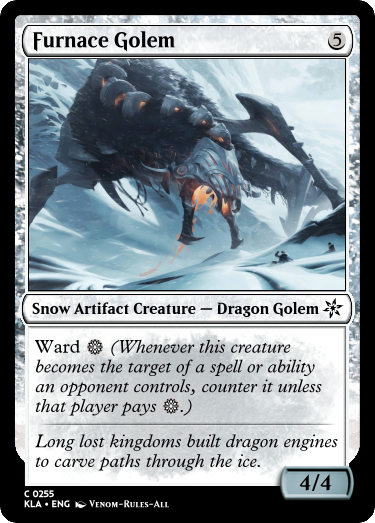 Furnace Golem 5
Snow Artifact Creature — Dragon Golem
Ward (Whenever this creature
becomes the target of a spell or ability
an opponent controls, counter it unless
that player pays .)
Long lost kingdoms built dragon engines
to carve paths through the ice.
4/4
C 0255
KLA • ENG Venom-Rules-All